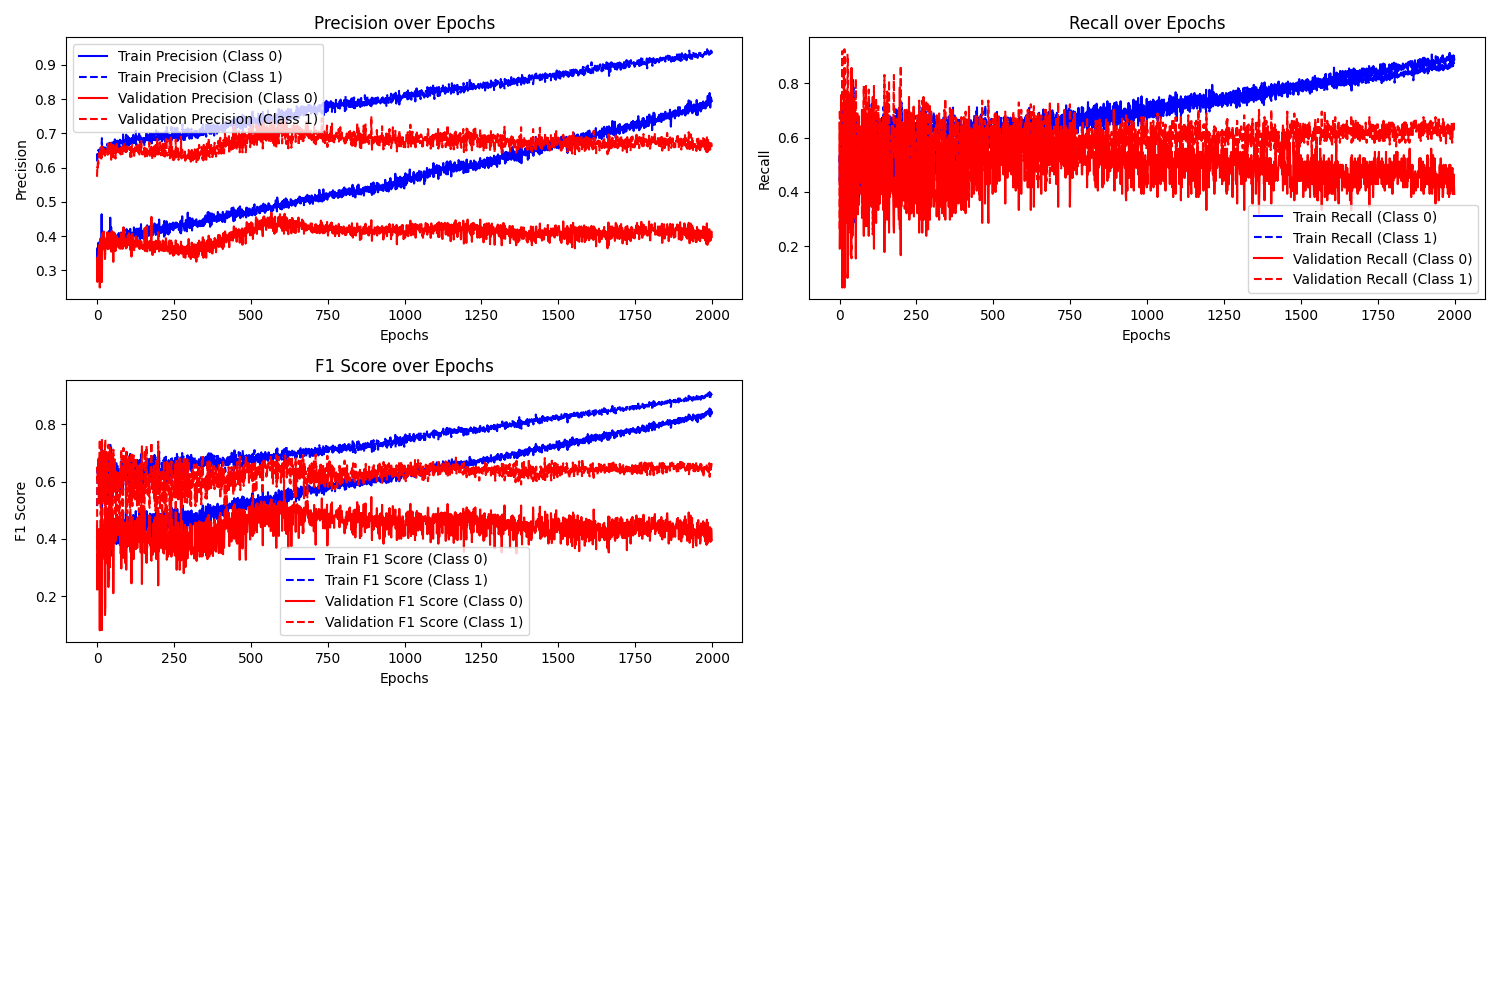 Precision over Epochs
Train Precision (Class 0)
Train Precision (Class 1)
Validation Precision (Class 0)
Validation Precision (Class 1)
0.9
0.8
0.7
0.6
0.5
0.4
0.3
Precision
0 250 500 750 1000 1250 1500 1750 2000
Epochs
Recall over Epochs
0.8
0.6
0.4
0.2
Recall
Train Recall (Class 0)
Train Recall (Class 1)
Validation Recall (Class 0)
Validation Recall (Class 1)
0 250 500 750 1000 1250 1500 1750 2000
Epochs
F1 Score over Epochs
0.8
0.6
0.4
0.2
F1 Score
Train F1 Score (Class 0)
Train F1 Score (Class 1)
Validation F1 Score (Class 0)
Validation F1 Score (Class 1)
0 250 500 750 1000 1250 1500 1750 2000
Epochs